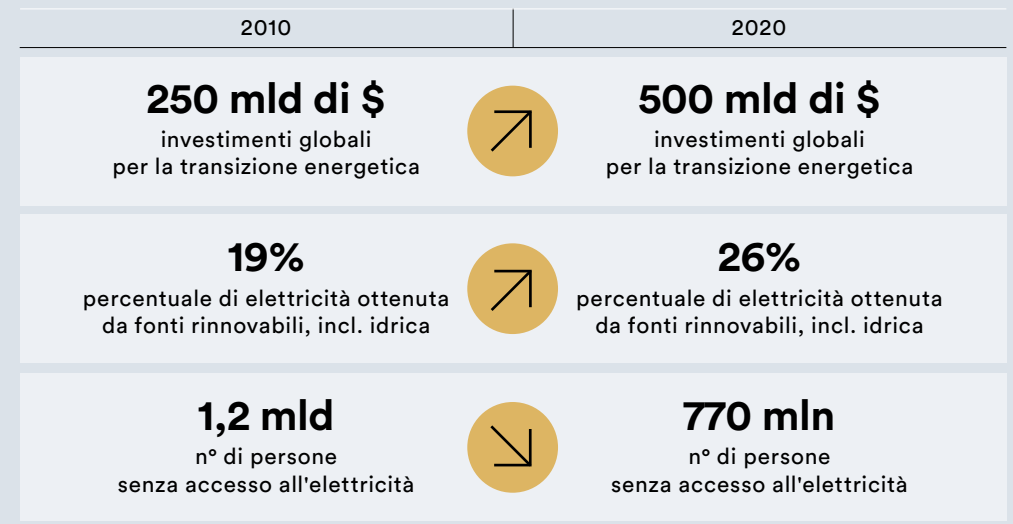 2010
2020
250 mld di $
investimenti globali
per la transizione energetica
500 mld di $
investimenti globali
per la transizione energetica
19%
percentuale di elettricità ottenuta
da fonti rinnovabili, incl. idrica
26%
percentuale di elettricità ottenuta
da fonti rinnovabili, incl. idrica
1,2 mld
n° di persone
senza accesso all'elettricità
770 mln
n° di persone
senza accesso all'elettricità